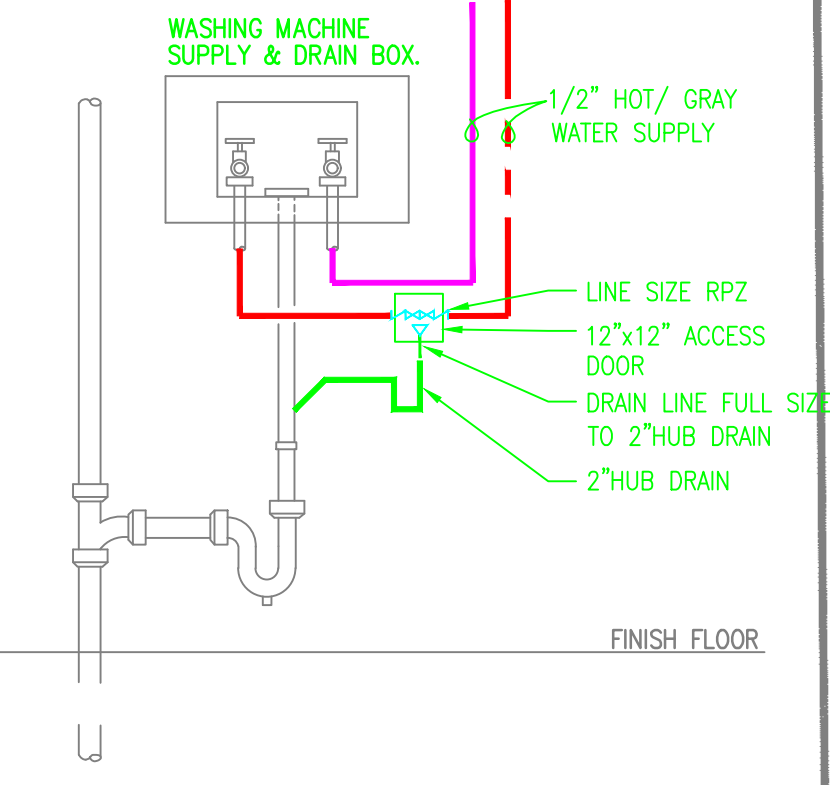 WASHING MACHINE
SUPPLY & DRAIN BOX.
1/2" HOT/ GRAY
WATER SUPPLY
LINE SIZE RPZ
12"x12" ACCESS
DOOR
DRAIN LINE FULL SIZE
TO 2"HUB DRAIN
2"HUB DRAIN
FINISH FLOOR